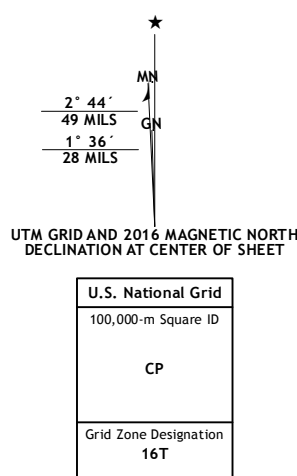 ★
MN
2° 44´
49 MILS
GN
1° 36´
28 MILS
UTM GRID AND 2016 MAGNETIC NORTH
DECLINATION AT CENTER OF SHEET
U.S. National Grid
100,000-m Square ID
CP
Grid Zone Designation
16T